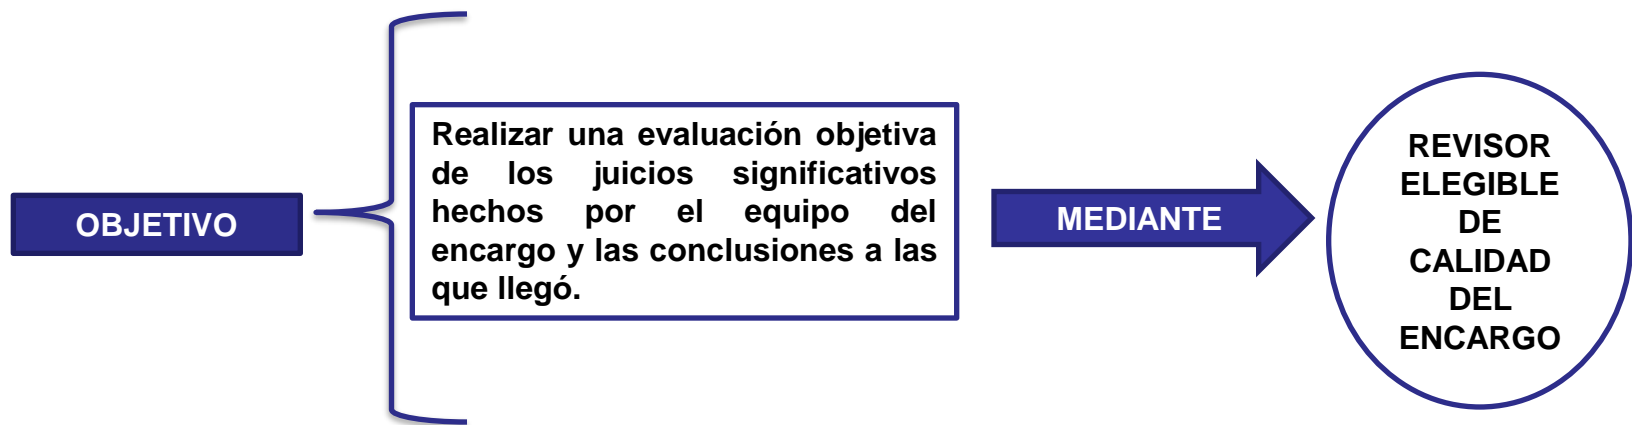 OBJETIVO
Realizar una evaluación objetiva
de los juicios significativos
hechos por el equipo del
encargo y las conclusiones a las
que llegó.
MEDIANTE
REVISOR
ELEGIBLE
DE
CALIDAD
DEL
ENCARGO